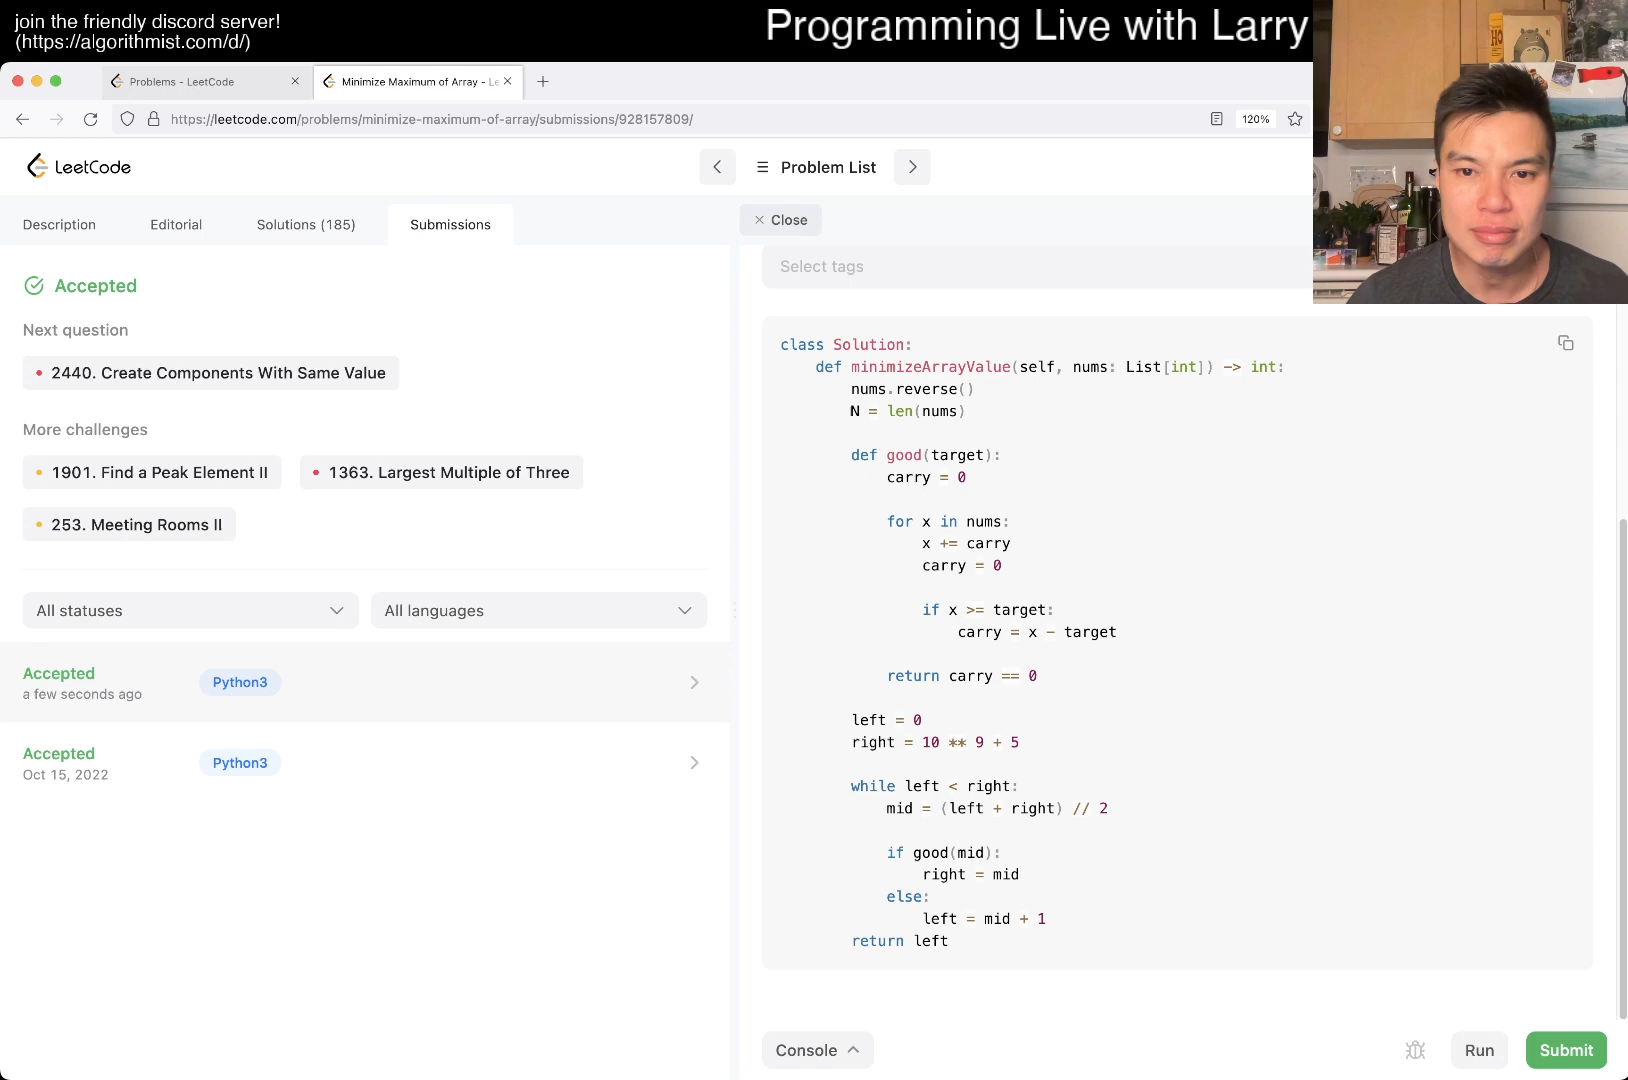 join the friendly discord server!
(https://algorithmist.com/d/)
Programming Live with Larry
Problems - LeetCode
Minimize Maximum of Array - Le
https://leetcode.com/problems/minimize-maximum-of-array/submissions/928157809/
120%
LeetCode
Problem List
Description
Editorial
Solutions (185)
Submissions
Close
Accepted
Next question
2440. Create Components With Same Value
More challenges
1901. Find a Peak Element II
1363. Largest Multiple of Three
253. Meeting Rooms II
All statuses
All languages
Accepted
a few seconds ago
Python3
Accepted
Oct 15, 2022
Python3
Select tags
class Solution:
    def minimizeArrayValue(self, nums: List[int]) -> int:
        nums.reverse()
        N = len(nums)
        def good(target):
            carry = 0
            for x in nums:
                x += carry
                carry = 0
                if x >= target:
                    carry = x - target
            return carry == 0
        left = 0
        right = 10 ** 9 + 5
        while left < right:
            mid = (left + right) // 2
            if good(mid):
                right = mid
            else:
                left = mid + 1
        return left
Console
Run
Submit